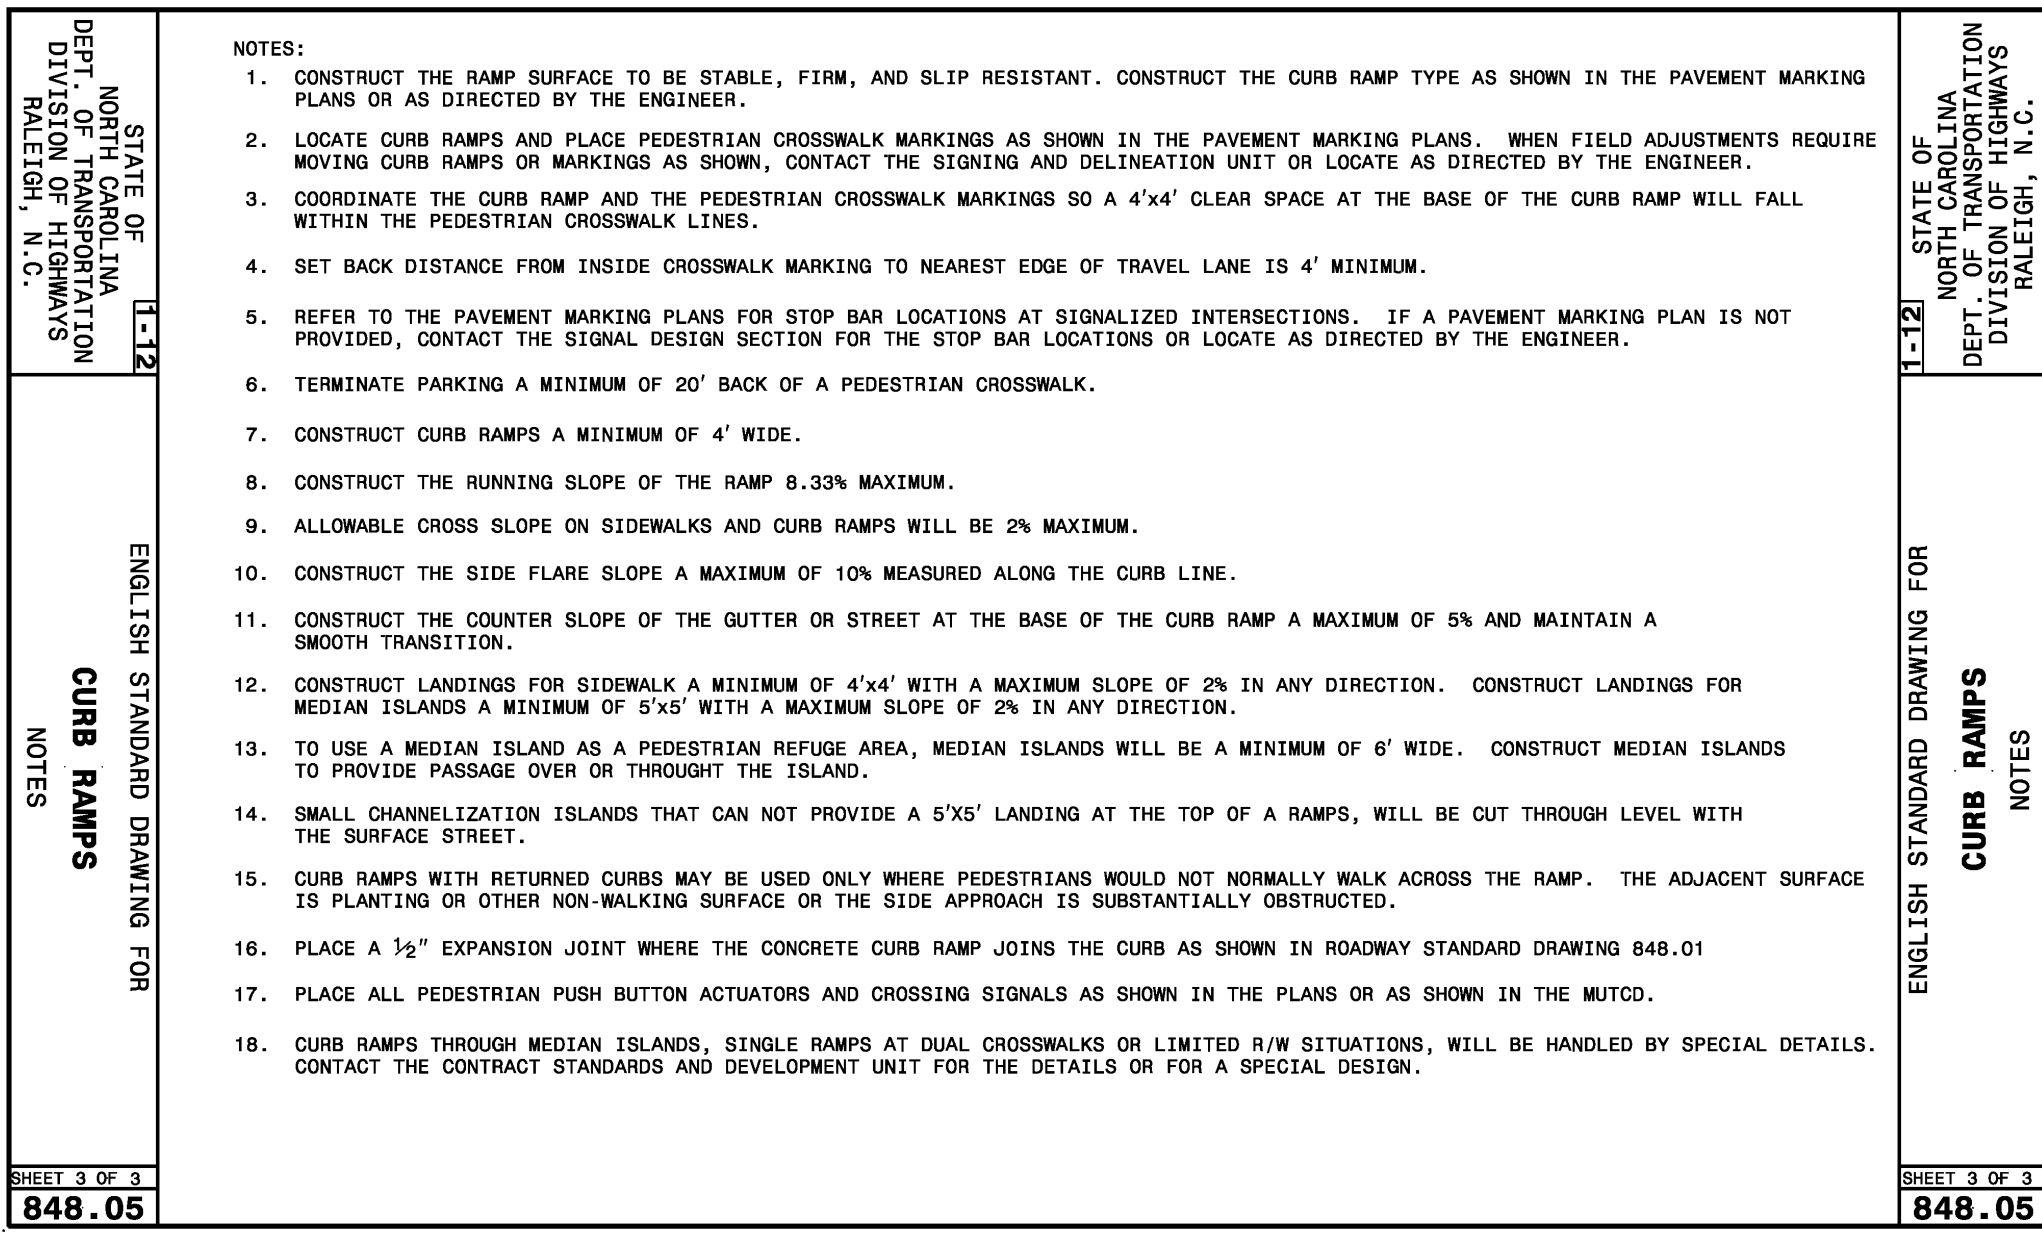 STATE OF
NORTH CAROLINA
DEPT. OF TRANSPORTATION
DIVISION OF HIGHWAYS
RALEIGH, N.C.
1-12
ENGLISH STANDARD DRAWING FOR
CURB RAMPS
NOTES
SHEET 3 OF 3
848.05
NOTES:
1. CONSTRUCT THE RAMP SURFACE TO BE STABLE, FIRM, AND SLIP RESISTANT. CONSTRUCT THE CURB RAMP TYPE AS SHOWN IN THE PAVEMENT MARKING
PLANS OR AS DIRECTED BY THE ENGINEER.
2. LOCATE CURB RAMPS AND PLACE PEDESTRIAN CROSSWALK MARKINGS AS SHOWN IN THE PAVEMENT MARKING PLANS. WHEN FIELD ADJUSTMENTS REQUIRE
MOVING CURB RAMPS OR MARKINGS AS SHOWN, CONTACT THE SIGNING AND DELINEATION UNIT OR LOCATE AS DIRECTED BY THE ENGINEER.
3. COORDINATE THE CURB RAMP AND THE PEDESTRIAN CROSSWALK MARKINGS SO A 4'x4' CLEAR SPACE AT THE BASE OF THE CURB RAMP WILL FALL
WITHIN THE PEDESTRIAN CROSSWALK LINES.
4. SET BACK DISTANCE FROM INSIDE CROSSWALK MARKING TO NEAREST EDGE OF TRAVEL LANE IS 4' MINIMUM.
5. REFER TO THE PAVEMENT MARKING PLANS FOR STOP BAR LOCATIONS AT SIGNALIZED INTERSECTIONS. IF A PAVEMENT MARKING PLAN IS NOT
PROVIDED, CONTACT THE SIGNAL DESIGN SECTION FOR THE STOP BAR LOCATIONS OR LOCATE AS DIRECTED BY THE ENGINEER.
6. TERMINATE PARKING A MINIMUM OF 20' BACK OF A PEDESTRIAN CROSSWALK.
7. CONSTRUCT CURB RAMPS A MINIMUM OF 4' WIDE.
8. CONSTRUCT THE RUNNING SLOPE OF THE RAMP 8.33% MAXIMUM.
9. ALLOWABLE CROSS SLOPE ON SIDEWALKS AND CURB RAMPS WILL BE 2% MAXIMUM.
10. CONSTRUCT THE SIDE FLARE SLOPE A MAXIMUM OF 10% MEASURED ALONG THE CURB LINE.
11. CONSTRUCT THE COUNTER SLOPE OF THE GUTTER OR STREET AT THE BASE OF THE CURB RAMP A MAXIMUM OF 5% AND MAINTAIN A
SMOOTH TRANSITION.
12. CONSTRUCT LANDINGS FOR SIDEWALK A MINIMUM OF 4'x4' WITH A MAXIMUM SLOPE OF 2% IN ANY DIRECTION. CONSTRUCT LANDINGS FOR
MEDIAN ISLANDS A MINIMUM OF 5'x5' WITH A MAXIMUM SLOPE OF 2% IN ANY DIRECTION.
13. TO USE A MEDIAN ISLAND AS A PEDESTRIAN REFUGE AREA, MEDIAN ISLANDS WILL BE A MINIMUM OF 6' WIDE. CONSTRUCT MEDIAN ISLANDS
TO PROVIDE PASSAGE OVER OR THROUGHT THE ISLAND.
14. SMALL CHANNELIZATION ISLANDS THAT CAN NOT PROVIDE A 5'X5' LANDING AT THE TOP OF A RAMPS, WILL BE CUT THROUGH LEVEL WITH
THE SURFACE STREET.
15. CURB RAMPS WITH RETURNED CURBS MAY BE USED ONLY WHERE PEDESTRIANS WOULD NOT NORMALLY WALK ACROSS THE RAMP. THE ADJACENT SURFACE
IS PLANTING OR OTHER NON-WALKING SURFACE OR THE SIDE APPROACH IS SUBSTANTIALLY OBSTRUCTED.
16. PLACE A ½" EXPANSION JOINT WHERE THE CONCRETE CURB RAMP JOINS THE CURB AS SHOWN IN ROADWAY STANDARD DRAWING 848.01
17. PLACE ALL PEDESTRIAN PUSH BUTTON ACTUATORS AND CROSSING SIGNALS AS SHOWN IN THE PLANS OR AS SHOWN IN THE MUTCD.
18. CURB RAMPS THROUGH MEDIAN ISLANDS, SINGLE RAMPS AT DUAL CROSSWALKS OR LIMITED R/W SITUATIONS, WILL BE HANDLED BY SPECIAL DETAILS.
CONTACT THE CONTRACT STANDARDS AND DEVELOPMENT UNIT FOR THE DETAILS OR FOR A SPECIAL DESIGN.
STATE OF
NORTH CAROLINA
DEPT. OF TRANSPORTATION
DIVISION OF HIGHWAYS
RALEIGH, N.C.
1-12
ENGLISH STANDARD DRAWING FOR
CURB RAMPS
NOTES
SHEET 3 OF 3
848.05